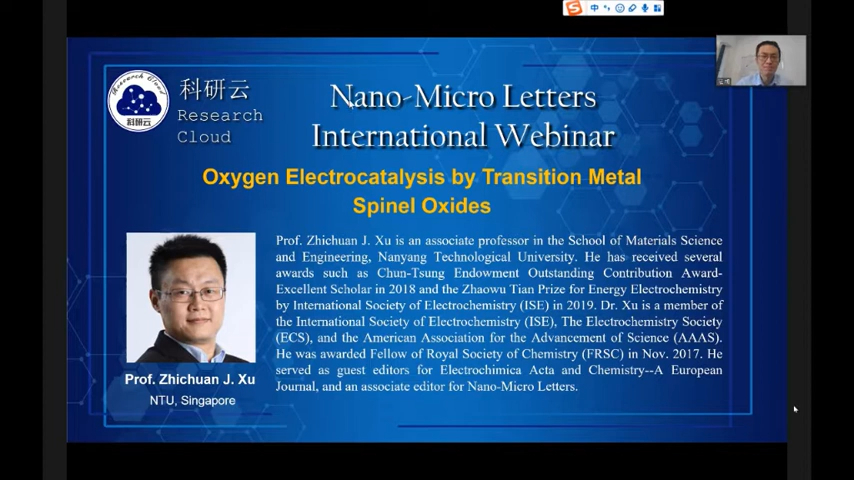 中
科研云
Research
Cloud
Research Cloud
科研云
Nano-Micro Letters
International Webinar
Oxygen Electrocatalysis by Transition Metal
Spinel Oxides
Prof. Zhichuan J. Xu is an associate professor in the School of Materials Science
and Engineering, Nanyang Technological University. He has received several
awards such as Chun-Tsung Endowment Outstanding Contribution Award-
Excellent Scholar in 2018 and the Zhaowu Tian Prize for Energy Electrochemistry
by International Society of Electrochemistry (ISE) in 2019. Dr. Xu is a member of
the International Society of Electrochemistry (ISE), The Electrochemistry Society
(ECS), and the American Association for the Advancement of Science (AAAS).
He was awarded Fellow of Royal Society of Chemistry (FRSC) in Nov. 2017. He
served as guest editors for Electrochimica Acta and Chemistry--A European
Journal, and an associate editor for Nano-Micro Letters.
Prof. Zhichuan J. Xu
NTU, Singapore